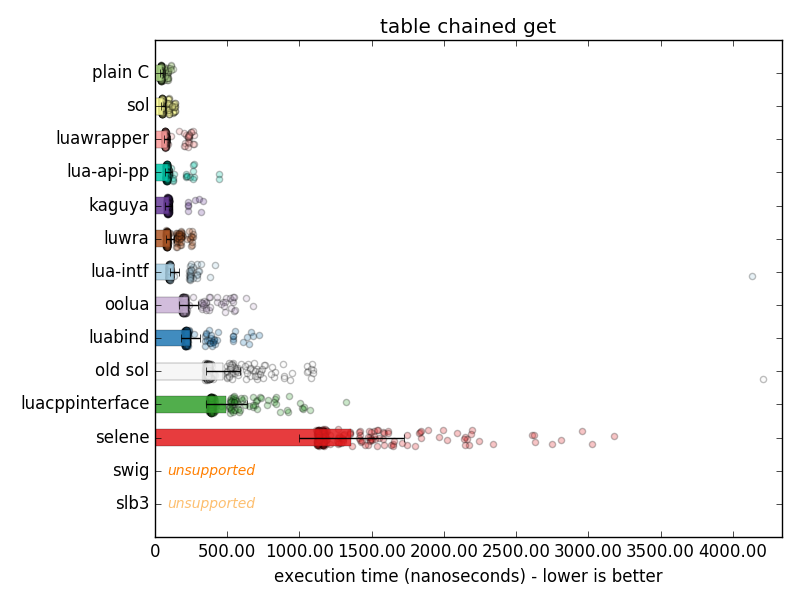 table chained get
plain C
sol
luawrapper
lua-api-pp
kaguya
luwra
lua-intf
oolua
luabind
old sol
luacppinterface
selene
swig unsupported
slb3 unsupported
0 500.00 1000.00 1500.00 2000.00 2500.00 3000.00 3500.00 4000.00
execution time (nanoseconds) - lower is better